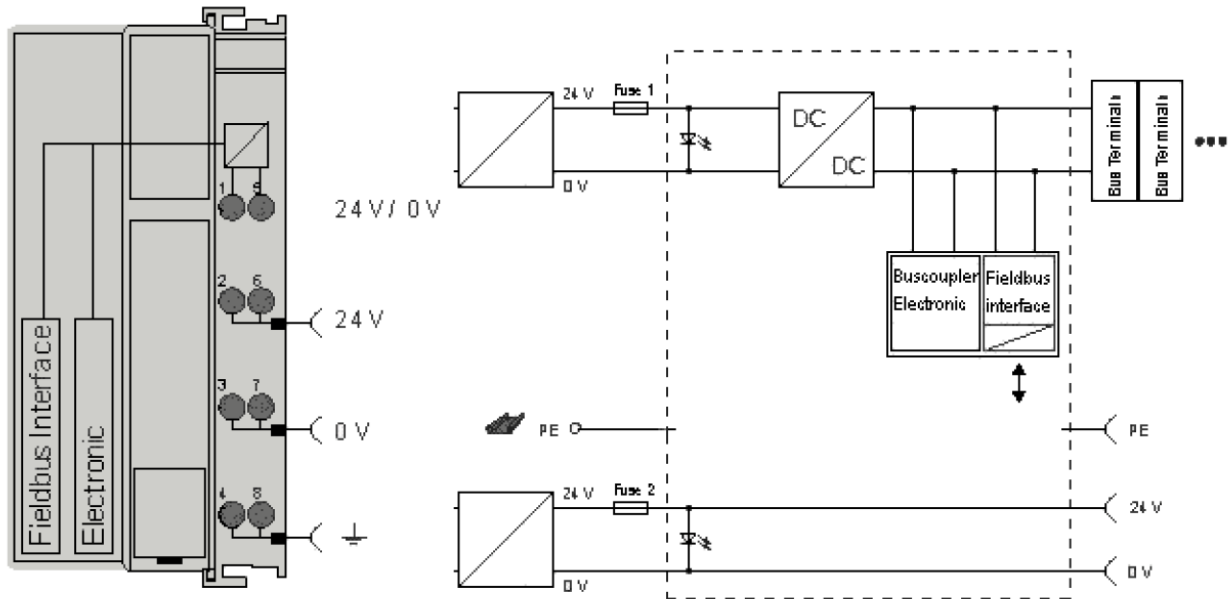 Fieldbus Interface
Electronic
1 5
2 6
3 7
4 8
24 V / 0 V
24 V
0 V
24 V
Fuse 1
0 V
DC
DC
Bus Terminals
Bus Terminals
Buscoupler
Electronic
Fieldbus
interface
PE
PE
24 V
Fuse 2
0 V
24 V
0 V